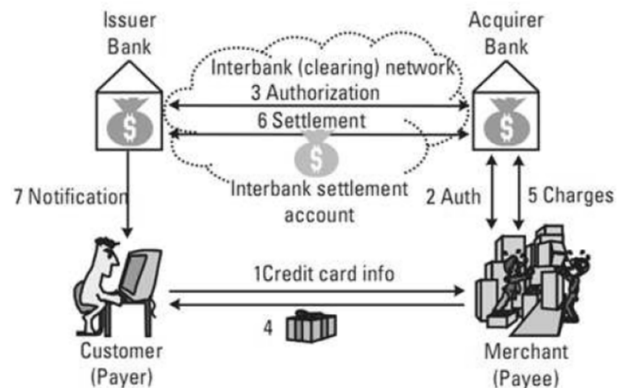 Issuer
Bank
Acquirer
Bank
Interbank (clearing) network
3 Authorization
6 Settlement
$
$
$
Interbank settlement
account
7 Notification
2 Auth
5 Charges
1Credit card info
4
Customer
(Payer)
Merchant
(Payee)